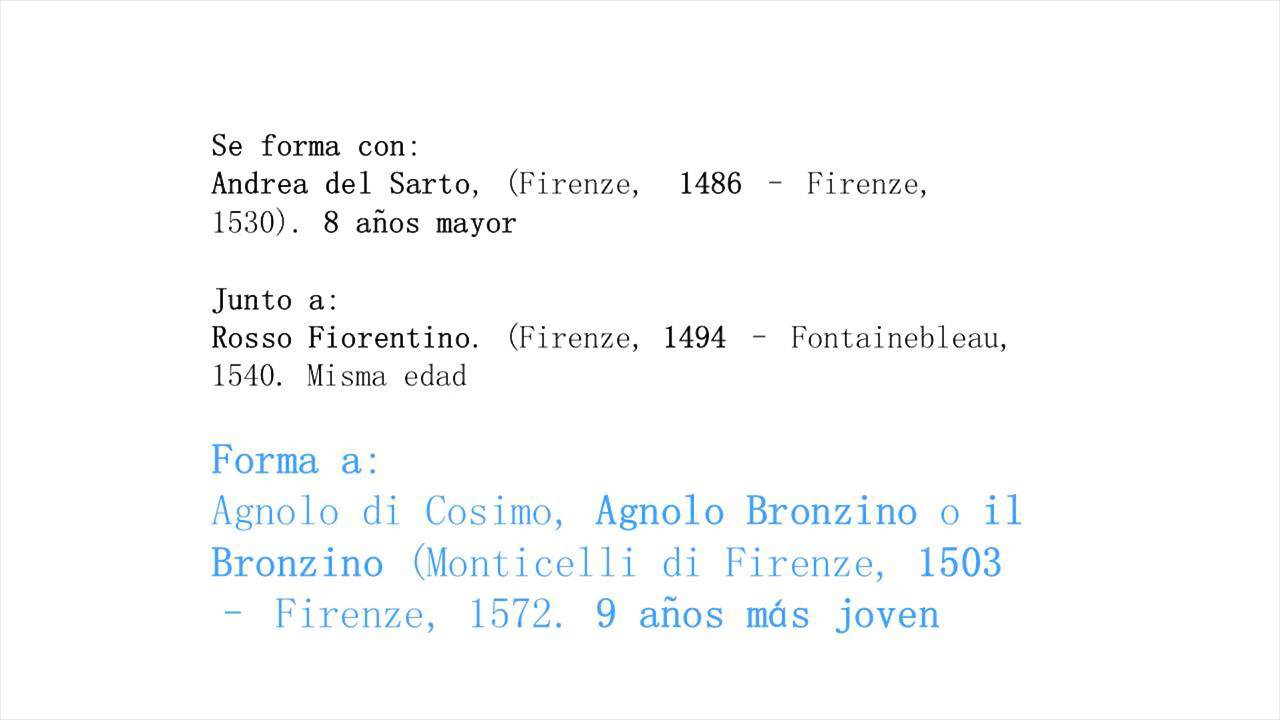 Se forma con:
Andrea del Sarto, (Firenze, 1486 – Firenze,
1530). 8 años mayor
Junto a:
Rosso Fiorentino. (Firenze, 1494 – Fontainebleau,
1540. Misma edad
Forma a:
Agnolo di Cosimo, Agnolo Bronzino o il
Bronzino (Monticelli di Firenze, 1503
– Firenze, 1572. 9 años más joven